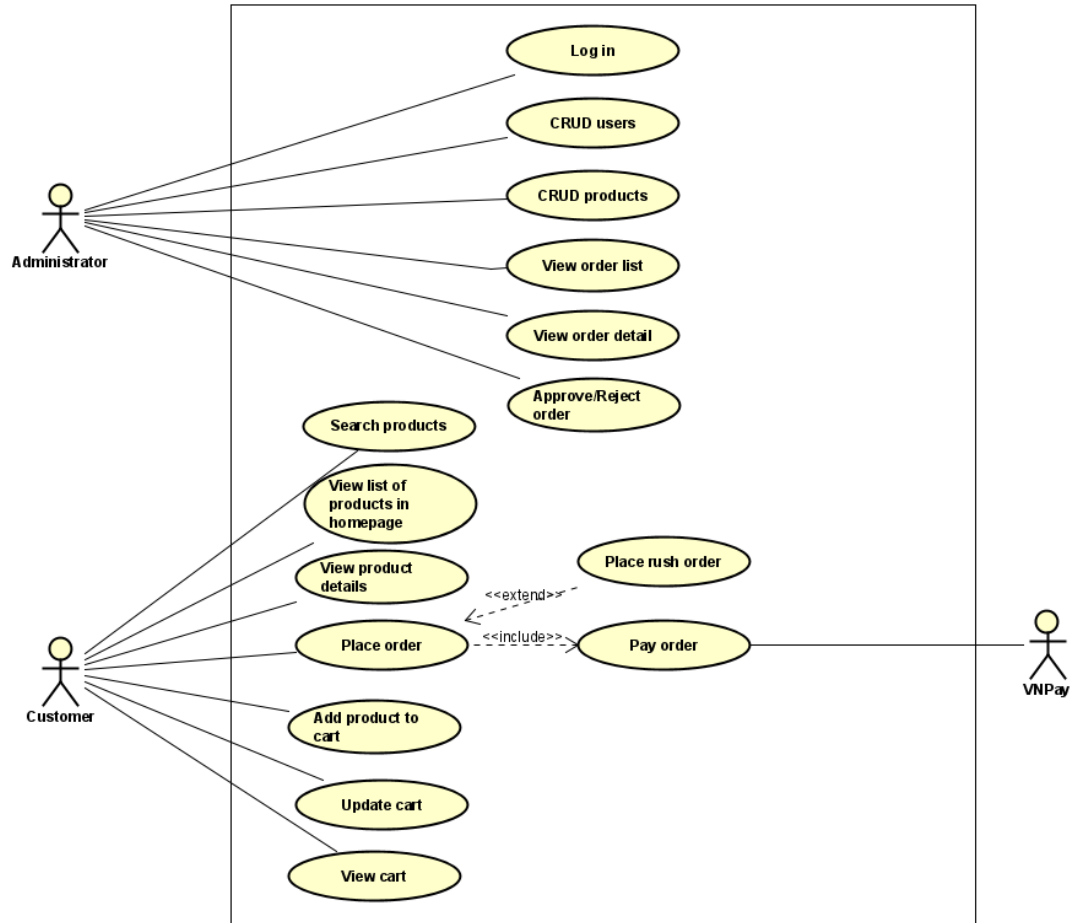 Log in
CRUD users
CRUD products
Administrator
View order list
View order detail
Approve/Reject
order
Search products
View list of
products in
homepage
Place rush order
View product
details
<<extend>>
Place order
<<include>>
Pay order
VNPay
Customer
Add product to
cart
Update cart
View cart